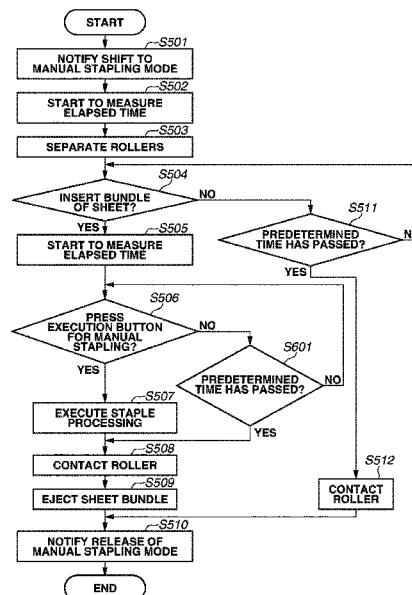 START
S501
NOTIFY SHIFT TO
MANUAL STAPLING MODE
S502
START TO MEASURE
ELAPSED TIME
S503
SEPARATE ROLLERS
S504
INSERT BUNDLE
OF SHEET?
NO
YES
S511
PREDETERMINED
TIME HAS PASSED?
N
YES
S505
START TO MEASURE
ELAPSED TIME
S506
PRESS
EXECUTION BUTTON
FOR MANUAL
STAPLING?
NO
YES
S601
PREDETERMINED
TIME HAS PASSED?
NO
YES
S507
EXECUTE STAPLE
PROCESSING
S508
CONTACT ROLLER
S509
EJECT SHEET BUNDLE
S512
CONTACT
ROLLER
S510
NOTIFY RELEASE OF
MANUAL STAPLING MODE
END